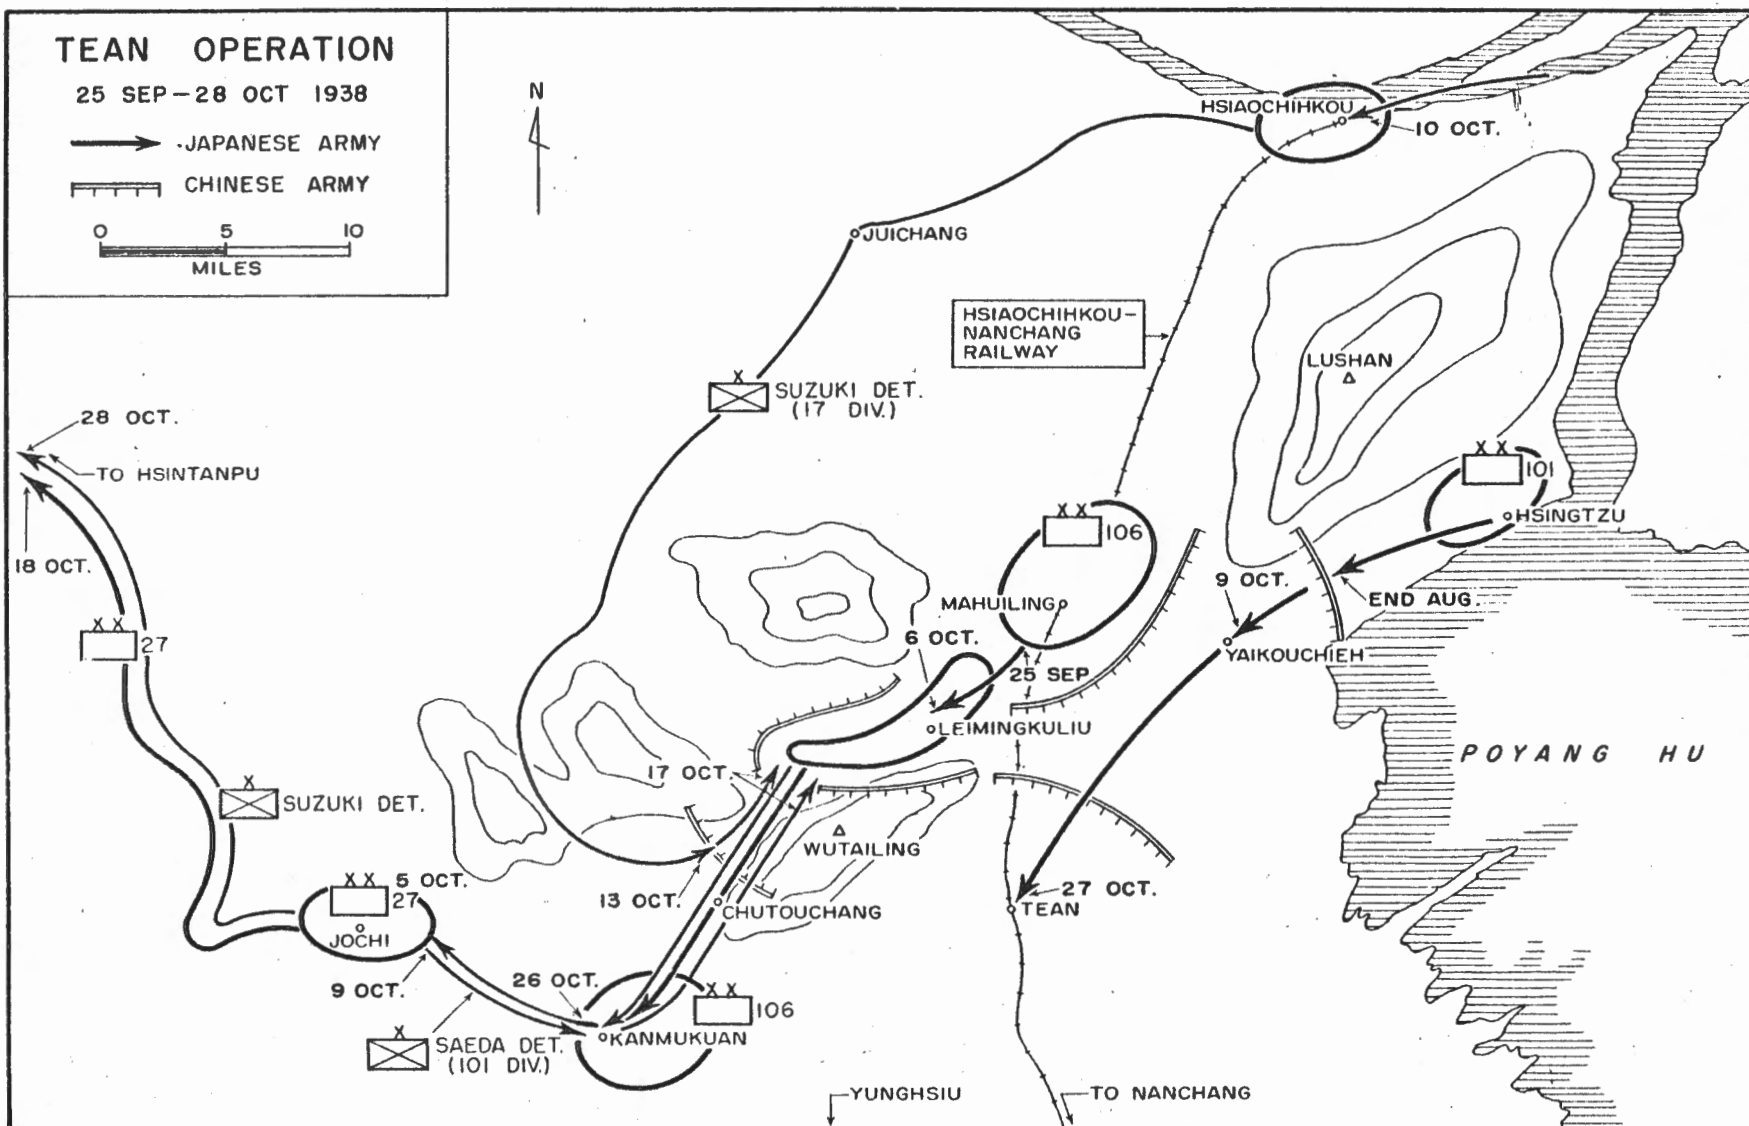 TEAN OPERATION
25 SEP–28 OCT 1938
JAPANESE ARMY
CHINESE ARMY
0 5 10
MILES
N
HSIAOCHIHKOU
10 OCT.
JUICHANG
HSIAOCHIHKOU–
NANCHANG
RAILWAY
LUSHAN
X
SUZUKI DET.
(17 DIV.)
28 OCT.
TO HSINTANPU
18 OCT.
X X
101
HSINGTZU
X X
106
MAHUILING
9 OCT.
END AUG.
YAIKOUCHIEH
6 OCT.
25 SEP
LEIMINGKULIU
X X
27
POYANG HU
17 OCT.
X
SUZUKI DET.
WUTAILING
13 OCT.
CHUTOUCHANG
27 OCT.
TEAN
X X
5 OCT.
27
JOCHI
9 OCT.
26 OCT.
X X
106
KANMUKUAN
X
SAEDA DET.
(101 DIV.)
YUNGHSIU
TO NANCHANG